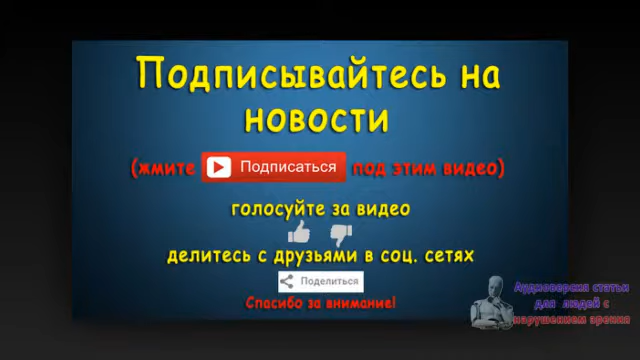 Подписывайтесь на
новости
(жмите Подписаться под этим видео)
голосуйте за видео
делитесь с друзьями в соц. сетях
Поделиться
Спасибо за внимание!
Аудиоверсия статьи
для людей с
нарушением зрения